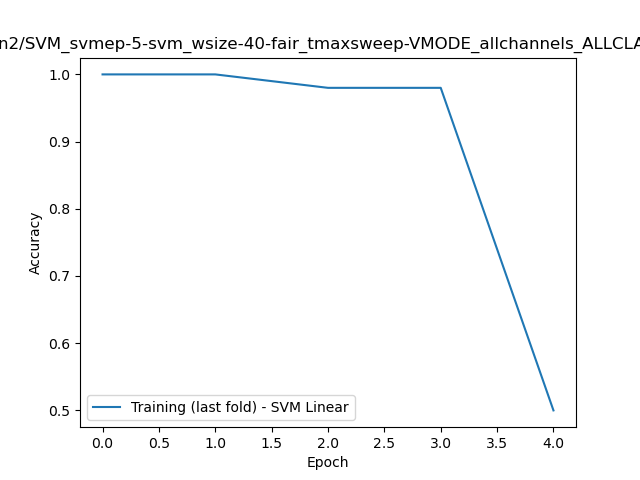 n2/SVM_svmep-5-svm_wsize-40-fair_tmaxsweep-VMODE_allchannels_ALLCLA
1.0
0.9
0.8
0.7
0.6
0.5
Accuracy
Training (last fold) - SVM Linear
0.0 0.5 1.0 1.5 2.0 2.5 3.0 3.5 4.0
Epoch